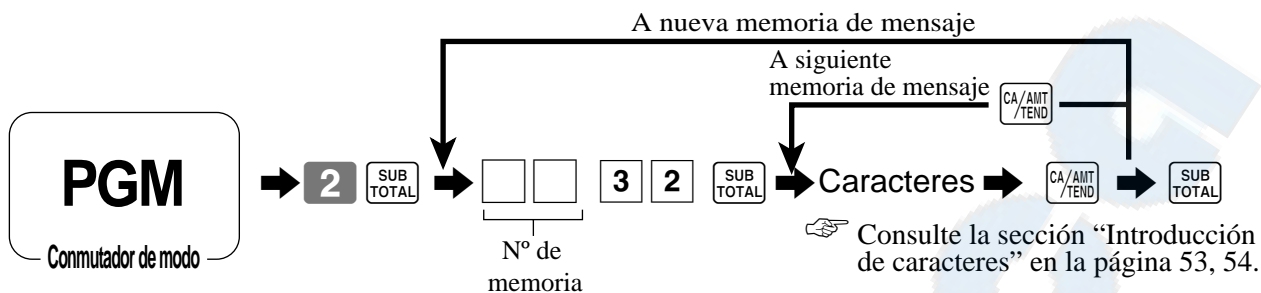 A nueva memoria de mensaje
A siguiente
memoria de mensaje
CA/AMT
TEND
PGM
2 SUB TOTAL 3 2 SUB TOTAL Caracteres CA/AMT TEND SUB TOTAL
Conmutador de modo
Nº de
memoria
Consulte la sección “Introducción
de caracteres” en la página 53, 54.